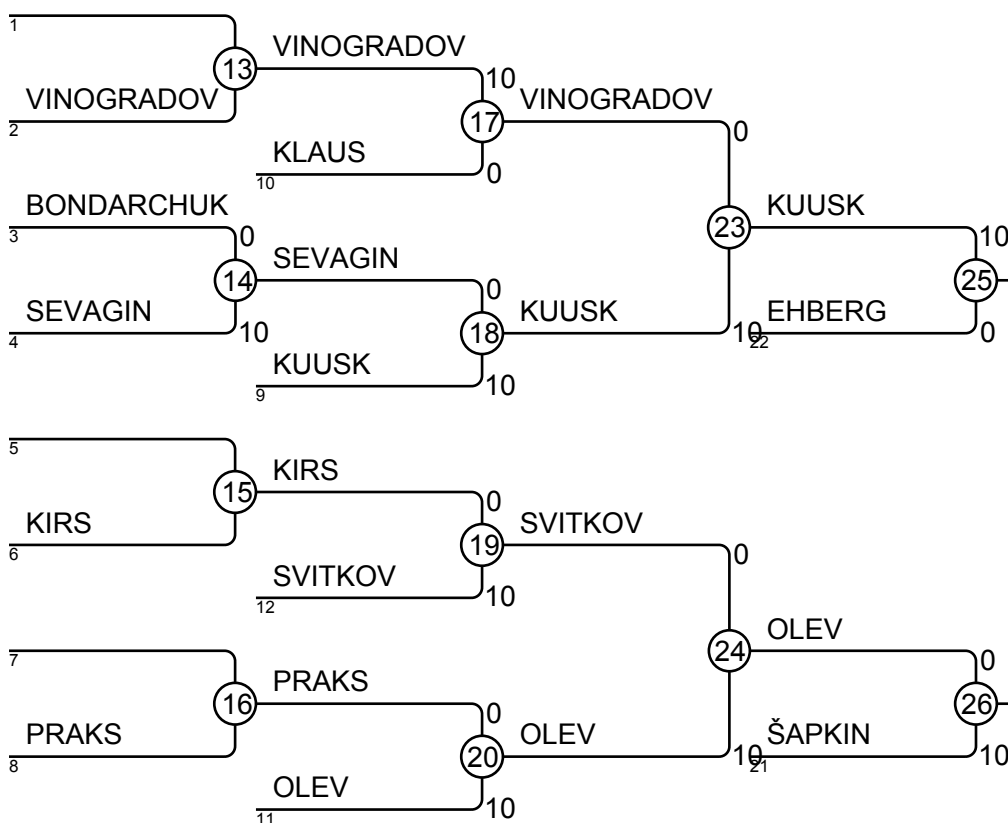 1
VINOGRADOV
13
10
VINOGRADOV
17
VINOGRADOV
2
0
KLAUS
10
0
BONDARCHUK
23
KUUSK
3
0
10
SEVAGIN
14
0
25
SEVAGIN
18
KUUSK
EHBERG
4
10
10
22
0
KUUSK
9
10
5
KIRS
15
0
KIRS
19
SVITKOV
6
0
SVITKOV
12
10
7
24
OLEV
PRAKS
0
16
0
26
PRAKS
20
OLEV
ŠAPKIN
8
10
21
10
OLEV
11
10